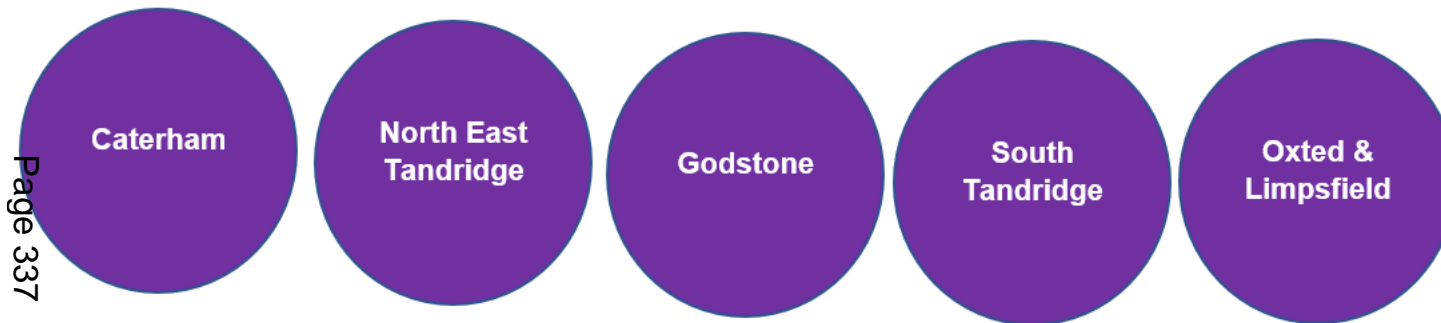 Caterham
North East
Tandridge
Godstone
South
Tandridge
Oxted &
Limpsfield
Page 337